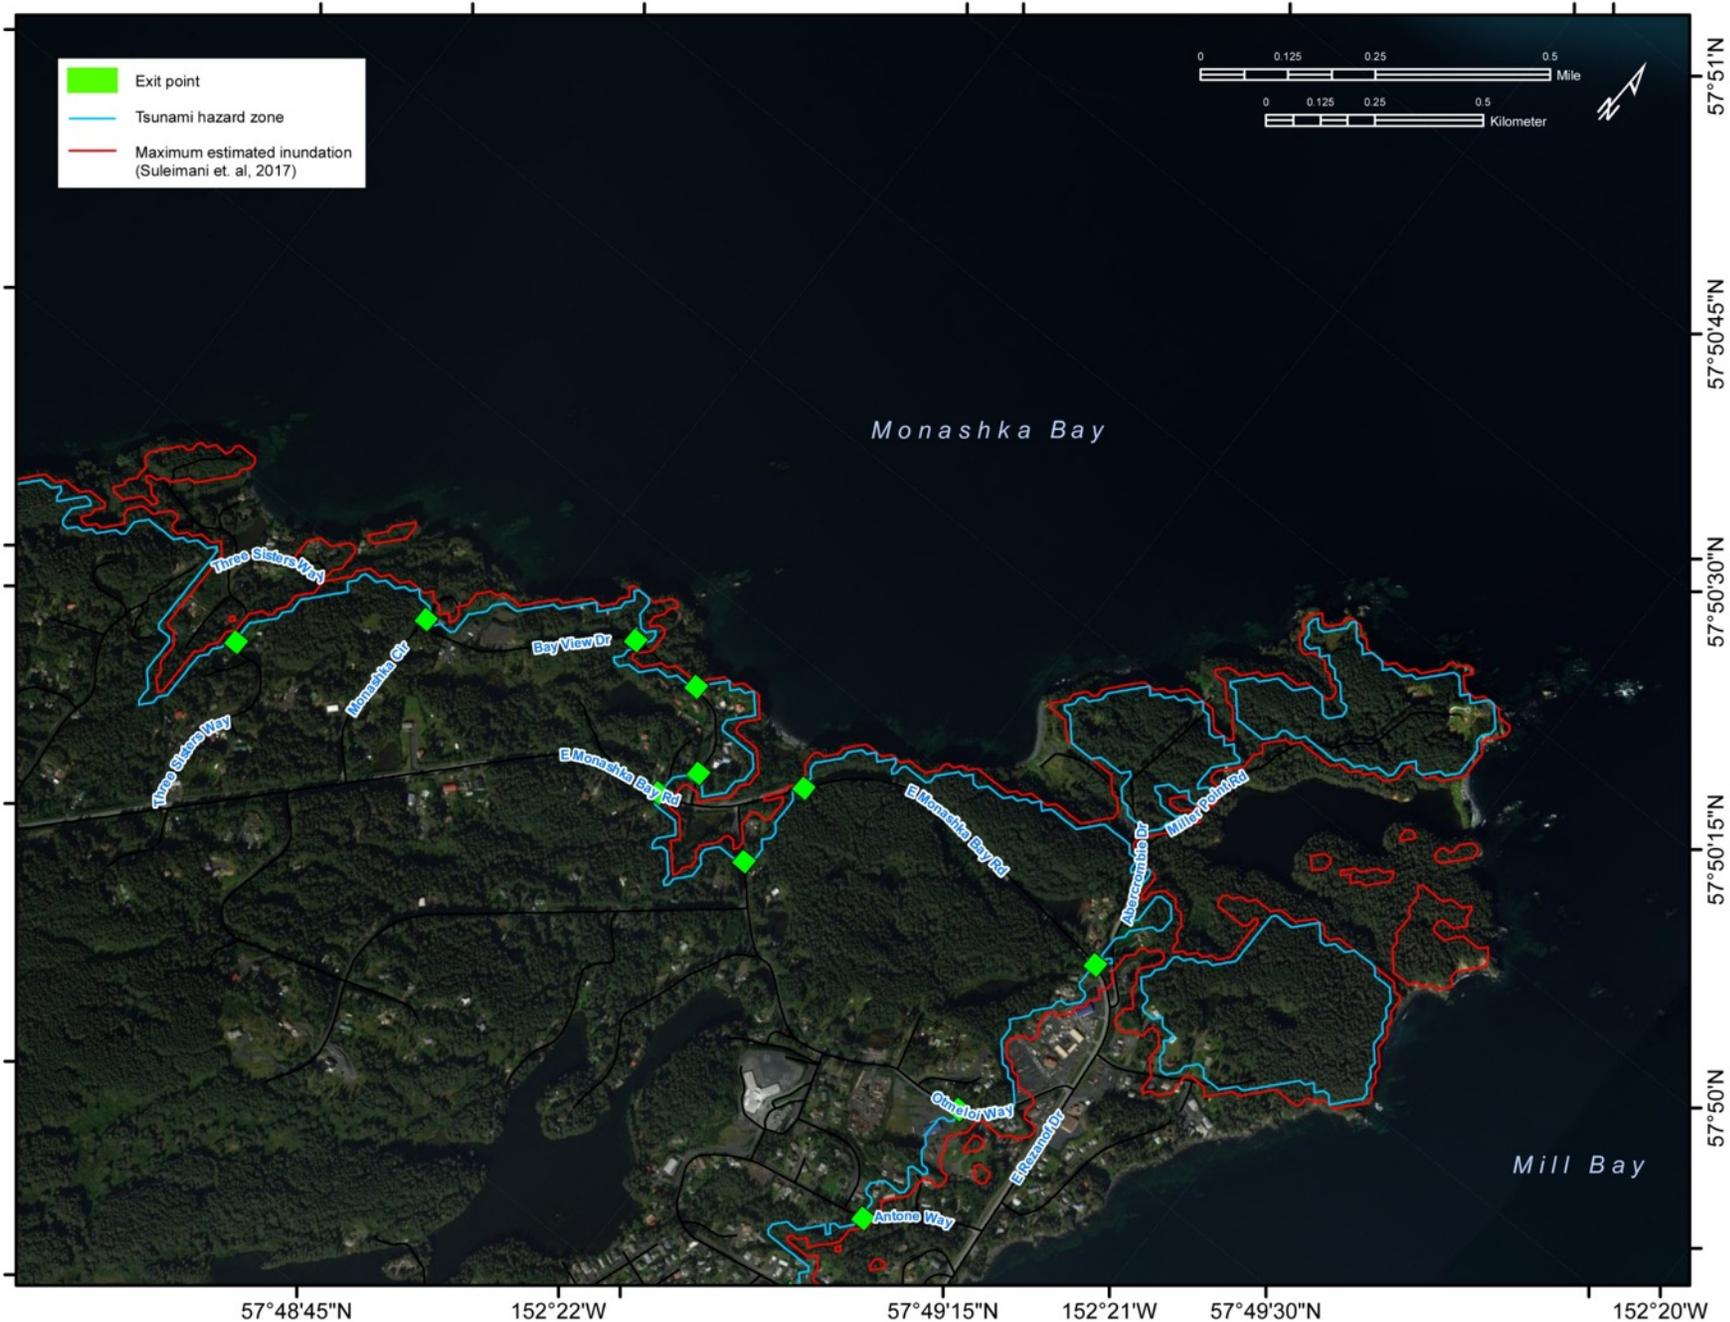 Exit point
Tsunami hazard zone
Maximum estimated inundation
(Suleimani et. al, 2017)
0 0.125 0.25 0.5
Mile
0 0.125 0.25 0.5
Kilometer
N
57°51'N
57°50'45"N
57°50'30"N
57°50'15"N
57°50'N
Monashka Bay
Three Sisters Way
Bay View Dr
Monashka Cir
Three Sisters Way
E Monashka Bay Rd
E Monashka Bay Rd
Miller Point Rd
Abercrombie Dr
Otmeloi Way
E Rezanof Dr
Mill Bay
Antone Way
57°48'45"N
152°22'W
57°49'15"N
152°21'W
57°49'30"N
152°20'W